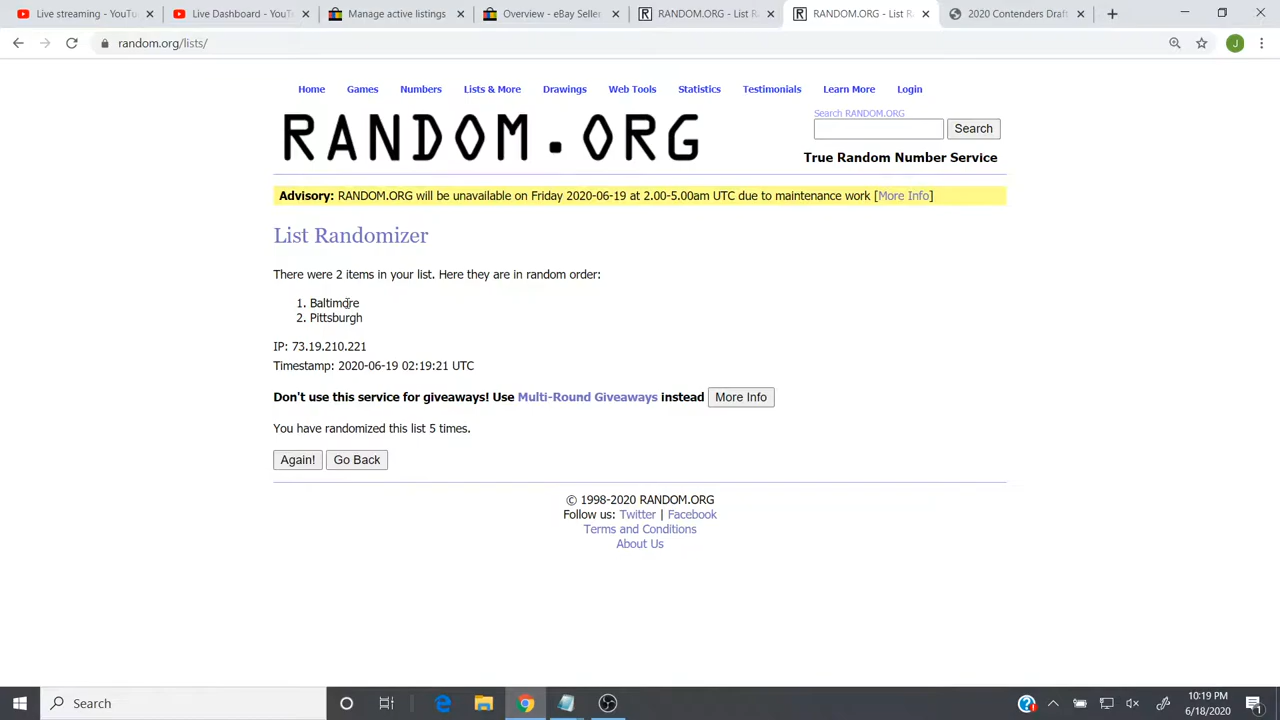 Live streaming - YouTu
Live Dashboard - YouT
Manage active listings
Overview - eBay Seller
RANDOM.ORG - List R
RANDOM.ORG - List R
2020 Contenders Draft
random.org/lists/
J
Home Games Numbers Lists & More Drawings Web Tools Statistics Testimonials Learn More Login
Search RANDOM.ORG
RANDOM.ORG
Search
True Random Number Service
Advisory: RANDOM.ORG will be unavailable on Friday 2020-06-19 at 2.00-5.00am UTC due to maintenance work [More Info]
List Randomizer
There were 2 items in your list. Here they are in random order:
1. Baltimore
2. Pittsburgh
IP: 73.19.210.221
Timestamp: 2020-06-19 02:19:21 UTC
Don't use this service for giveaways! Use Multi-Round Giveaways instead More Info
You have randomized this list 5 times.
Again! Go Back
© 1998-2020 RANDOM.ORG
Follow us: Twitter | Facebook
Terms and Conditions
About Us
Search
10:19 PM
6/18/2020
1